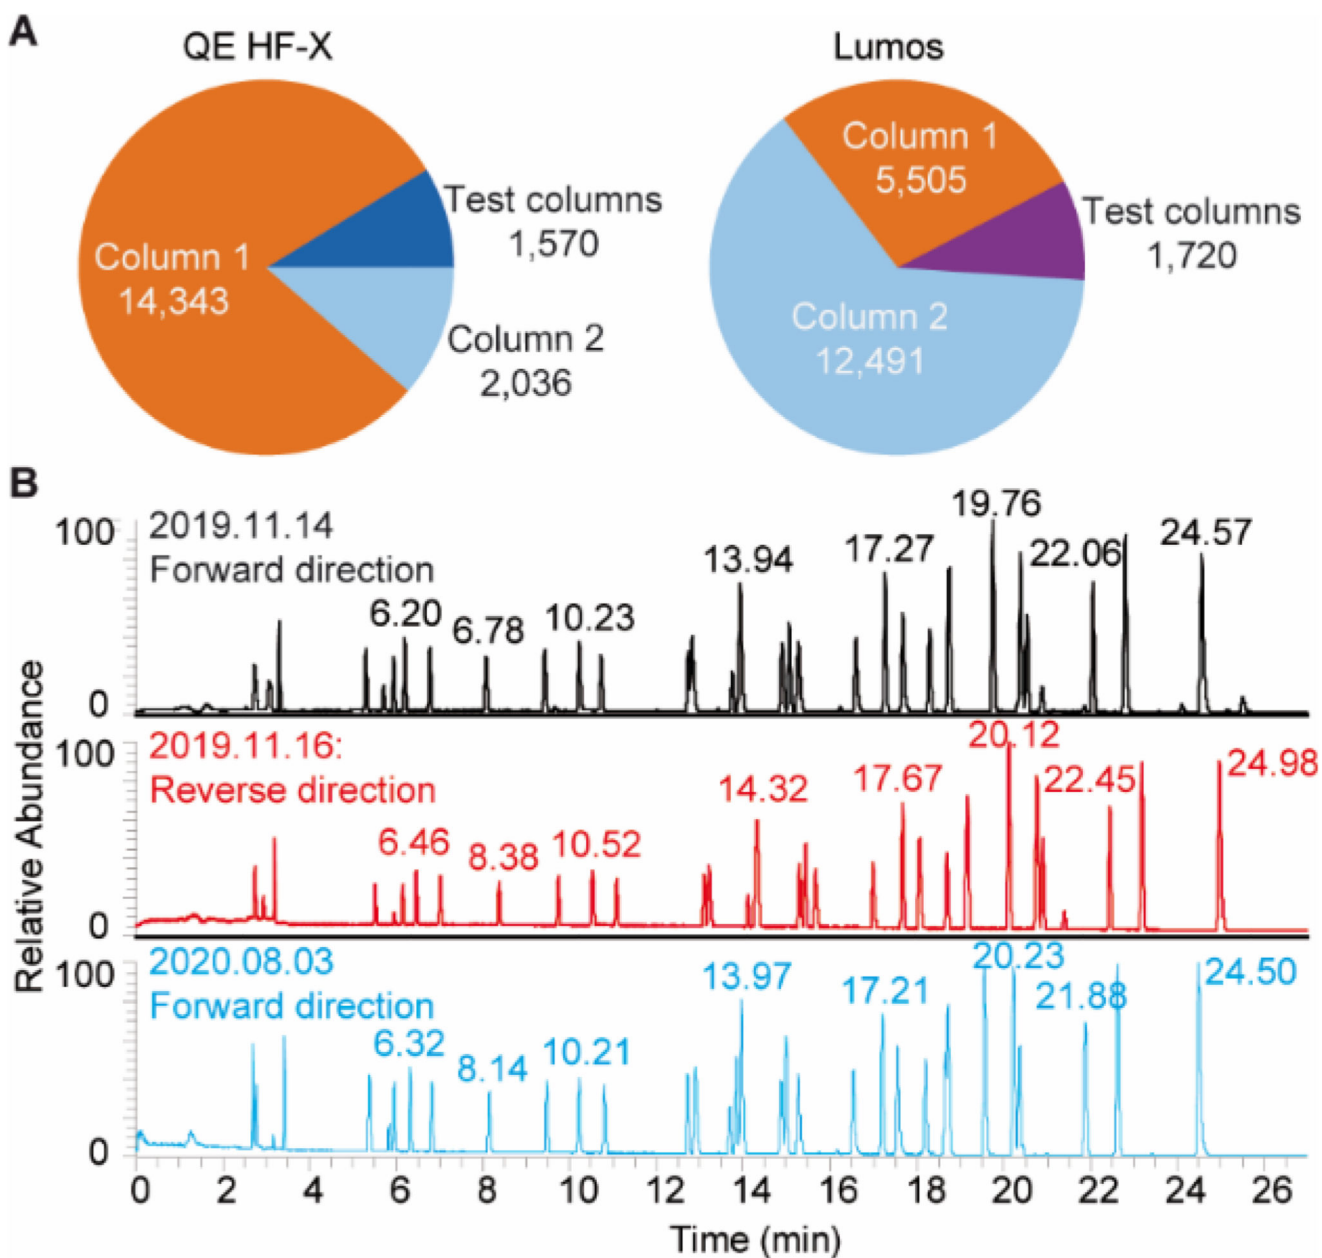 A
QE HF-X
Lumos
Column 1
14,343
Test columns
1,570
Column 2
2,036
Column 1
5,505
Test columns
1,720
Column 2
12,491
B
Relative Abundance
100
0
2019.11.14
Forward direction
6.20
6.78
10.23
13.94
17.27
19.76
22.06
24.57
100
0
2019.11.16:
Reverse direction
6.46
8.38
10.52
14.32
17.67
20.12
22.45
24.98
100
0
2020.08.03
Forward direction
6.32
8.14
10.21
13.97
17.21
20.23
21.88
24.50
0 2 4 6 8 10 12 14 16 18 20 22 24 26
Time (min)